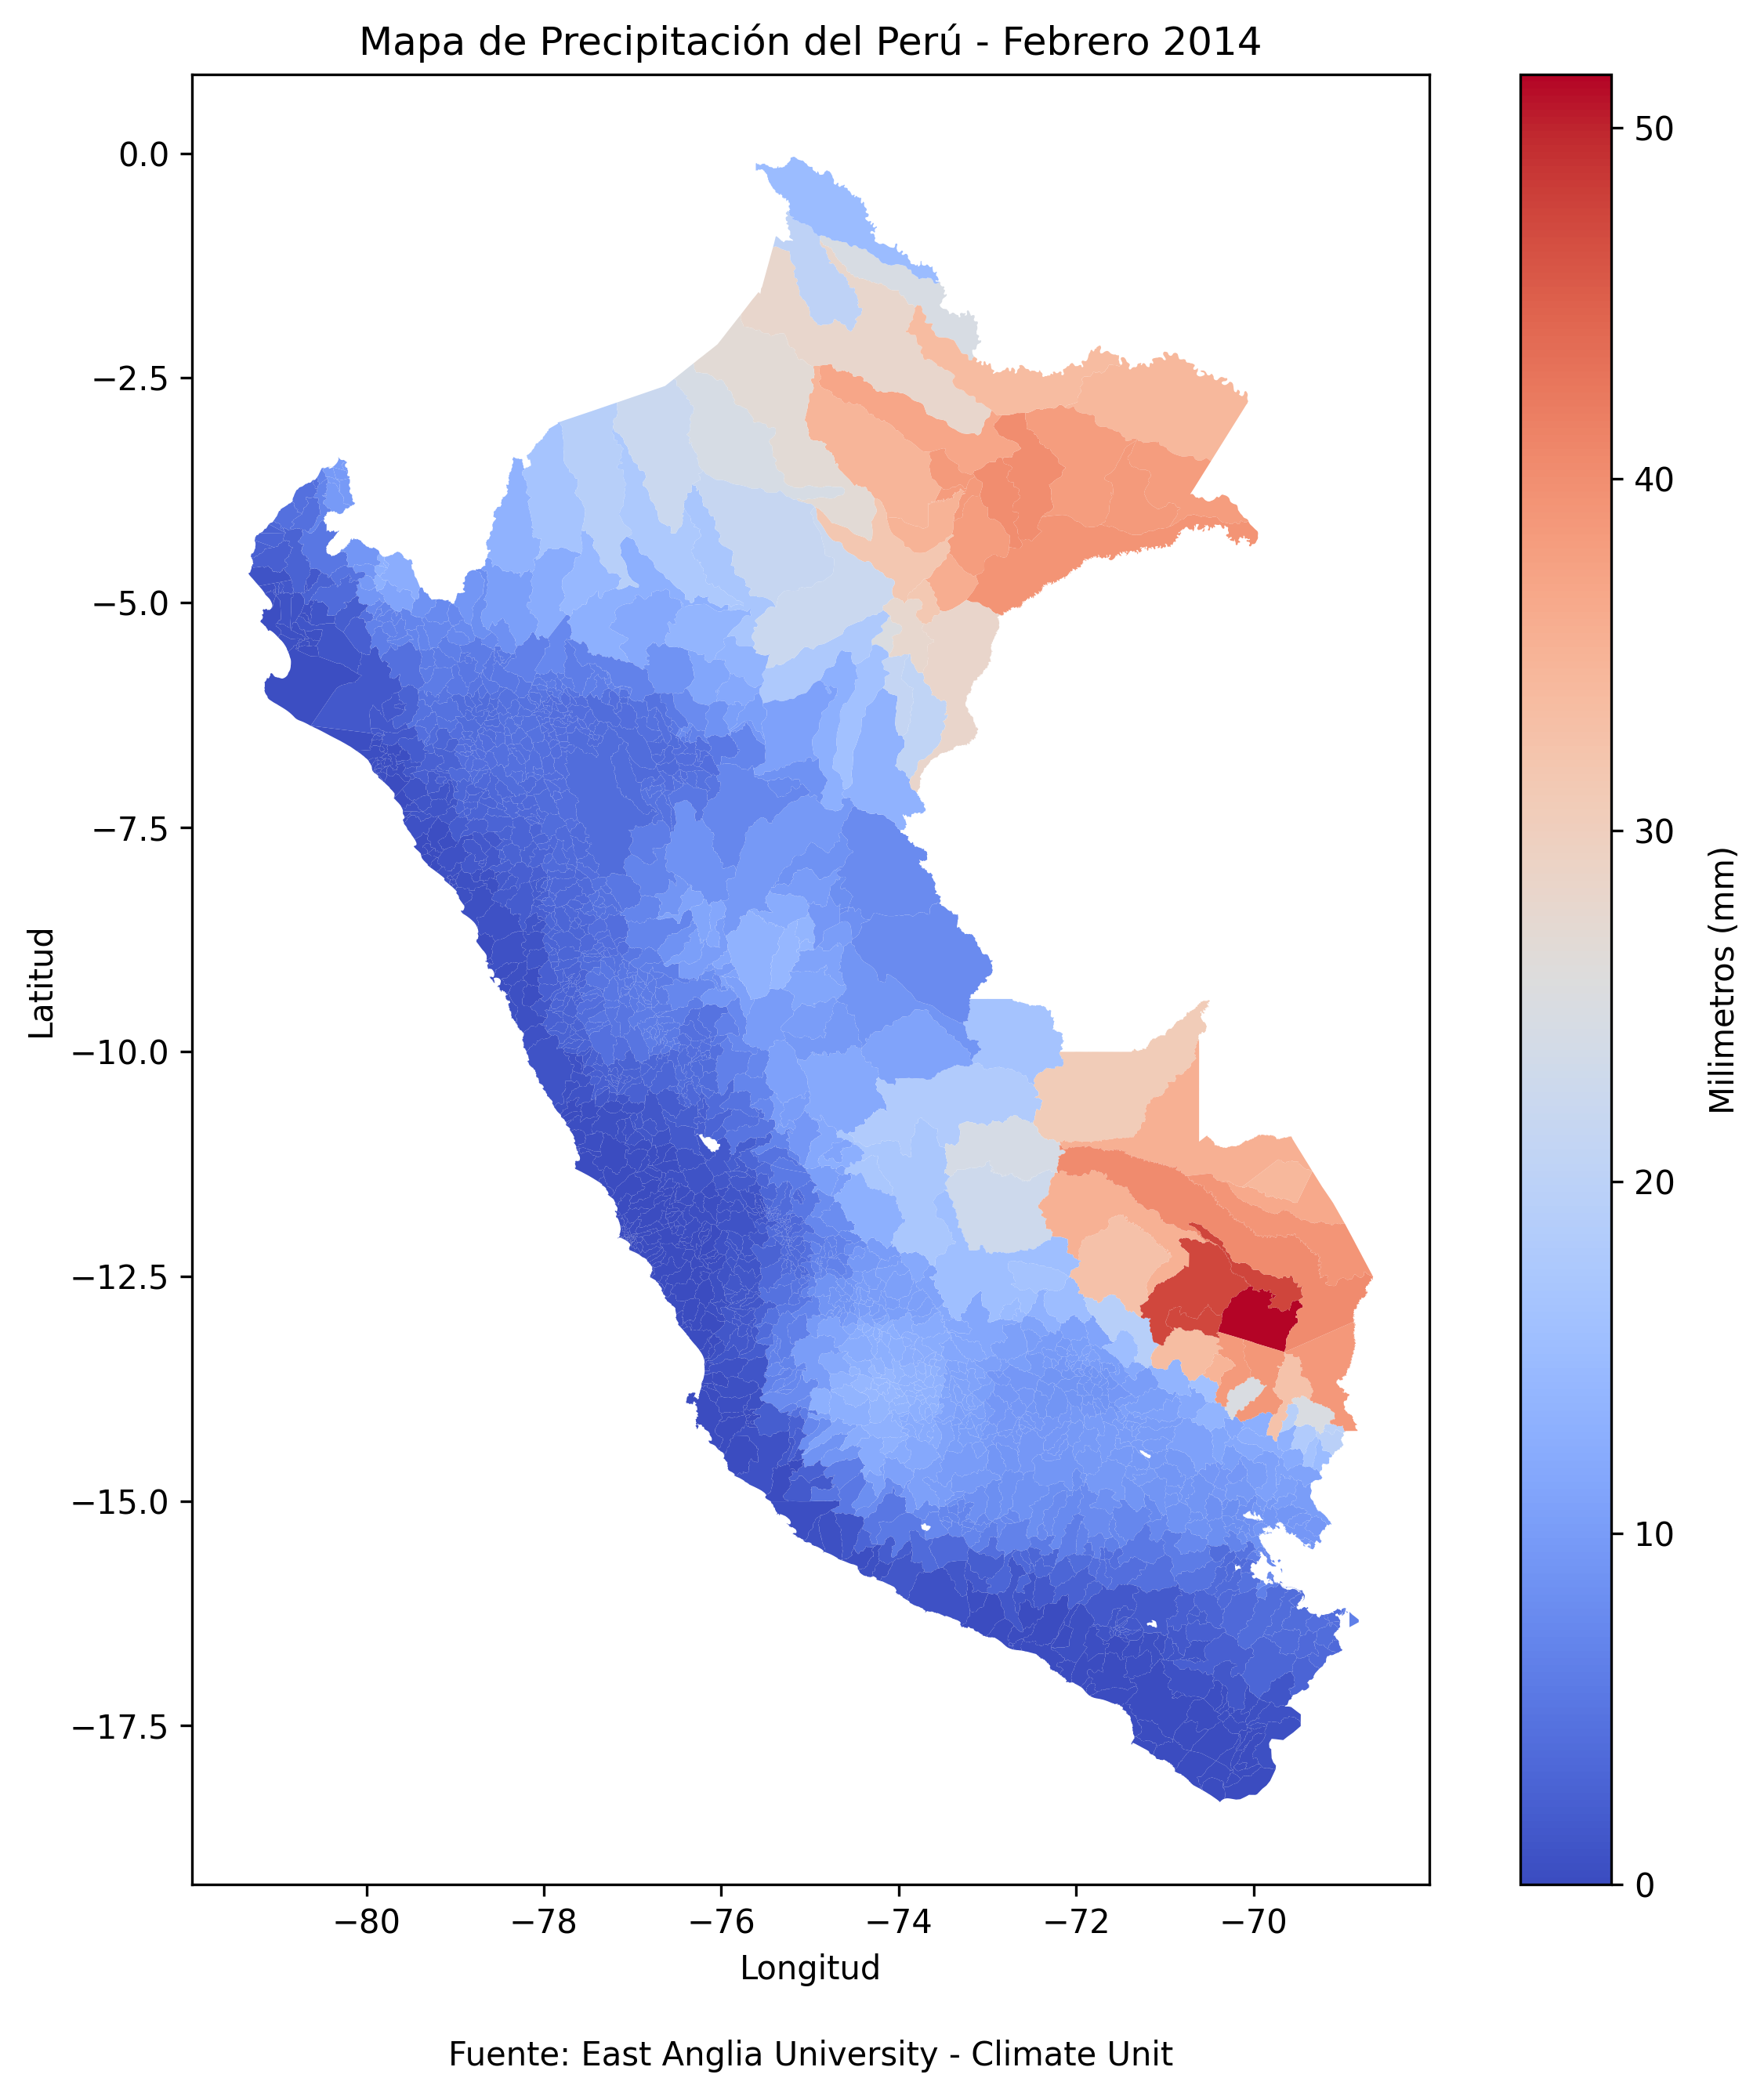 Mapa de Precipitación del Perú - Febrero 2014
0.0
−2.5
−5.0
−7.5
−10.0
−12.5
−15.0
−17.5
Latitud
−80 −78 −76 −74 −72 −70
Longitud
50
40
30
20
10
0
Milimetros (mm)
Fuente: East Anglia University - Climate Unit